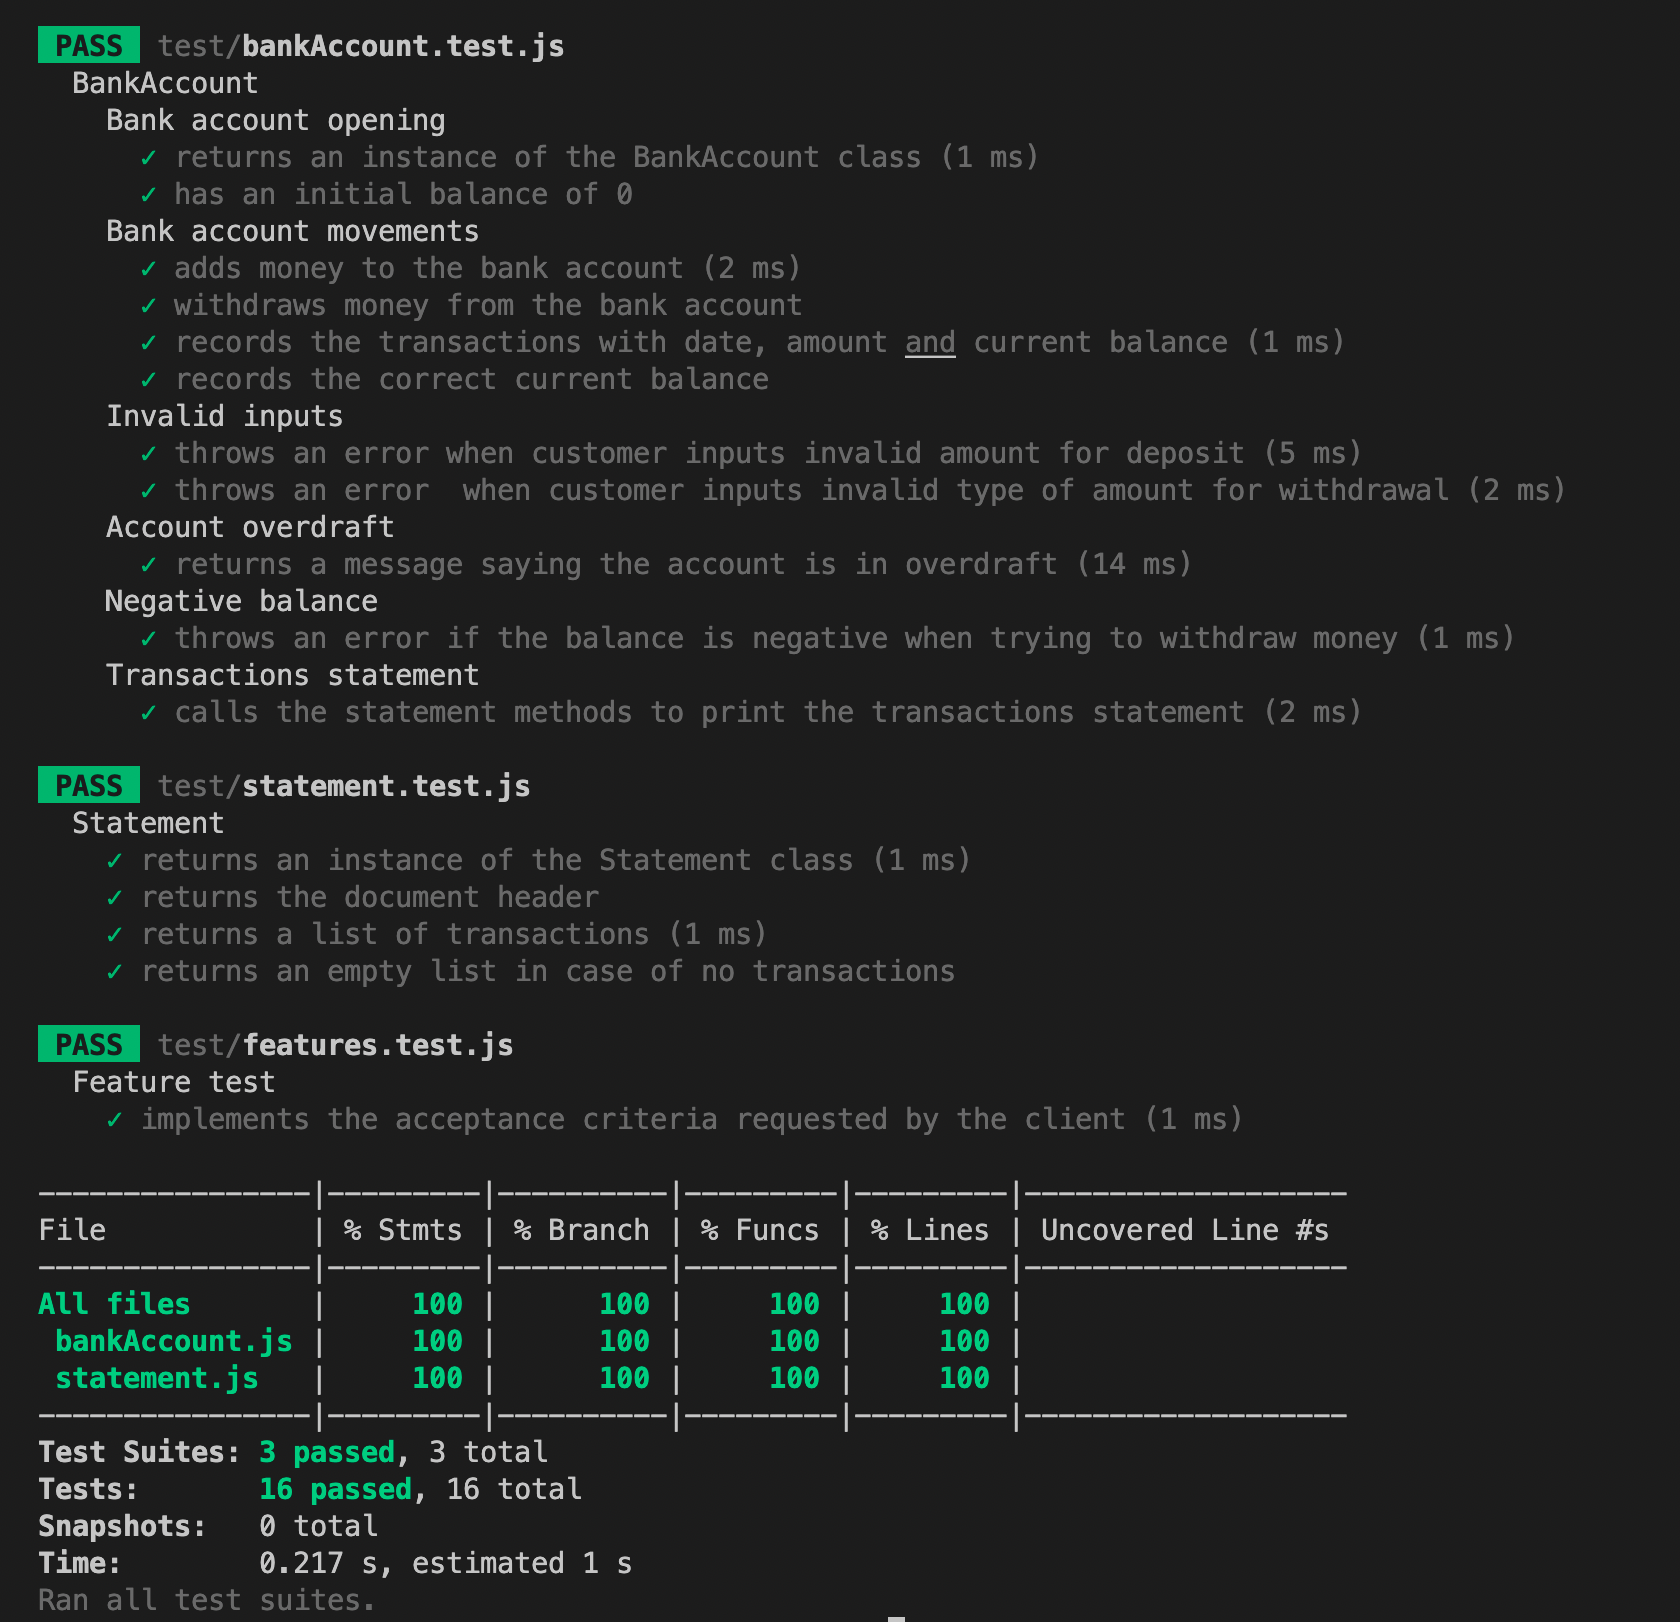 PASS test/bankAccount.test.js
BankAccount
Bank account opening
✓ returns an instance of the BankAccount class (1 ms)
✓ has an initial balance of 0
Bank account movements
✓ adds money to the bank account (2 ms)
✓ withdraws money from the bank account
✓ records the transactions with date, amount and current balance (1 ms)
✓ records the correct current balance
Invalid inputs
✓ throws an error when customer inputs invalid amount for deposit (5 ms)
✓ throws an error  when customer inputs invalid type of amount for withdrawal (2 ms)
Account overdraft
✓ returns a message saying the account is in overdraft (14 ms)
Negative balance
✓ throws an error if the balance is negative when trying to withdraw money (1 ms)
Transactions statement
✓ calls the statement methods to print the transactions statement (2 ms)
PASS test/statement.test.js
Statement
✓ returns an instance of the Statement class (1 ms)
✓ returns the document header
✓ returns a list of transactions (1 ms)
✓ returns an empty list in case of no transactions
PASS test/features.test.js
Feature test
✓ implements the acceptance criteria requested by the client (1 ms)
----------------|---------|----------|---------|---------|-------------------
File            | % Stmts | % Branch | % Funcs | % Lines | Uncovered Line #s
----------------|---------|----------|---------|---------|-------------------
All files       |     100 |      100 |     100 |     100 |
bankAccount.js |     100 |      100 |     100 |     100 |
statement.js   |     100 |      100 |     100 |     100 |
----------------|---------|----------|---------|---------|-------------------
Test Suites: 3 passed, 3 total
Tests:       16 passed, 16 total
Snapshots:   0 total
Time:        0.217 s, estimated 1 s
Ran all test suites.